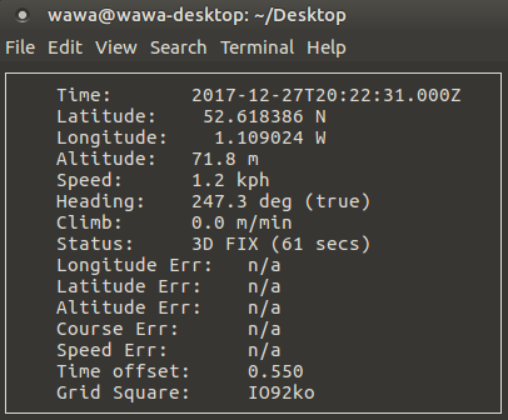 wawa@wawa-desktop: ~/Desktop
File Edit View Search Terminal Help
Time: 2017-12-27T20:22:31.000Z
Latitude: 52.618386 N
Longitude: 1.109024 W
Altitude: 71.8 m
Speed: 1.2 kph
Heading: 247.3 deg (true)
Climb: 0.0 m/min
Status: 3D FIX (61 secs)
Longitude Err: n/a
Latitude Err: n/a
Altitude Err: n/a
Course Err: n/a
Speed Err: n/a
Time offset: 0.550
Grid Square: IO92ko